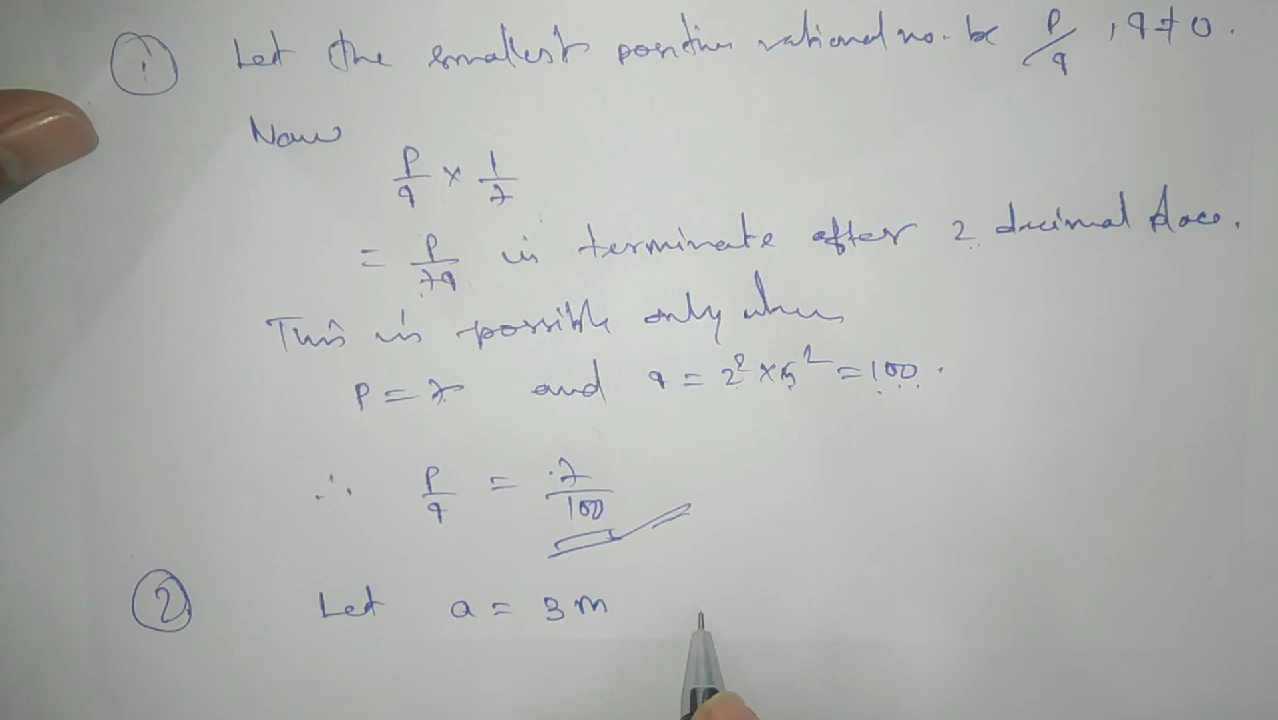 ① Let the smallest positive rational no. be p/q , q≠0.
Now
p/q × 1/7
= p/7q is terminate after 2 decimal place.
This is possible only when
p = 7 and q = 2² × 5² = 100.
∴ p/q = 7/100
② Let a = 3m